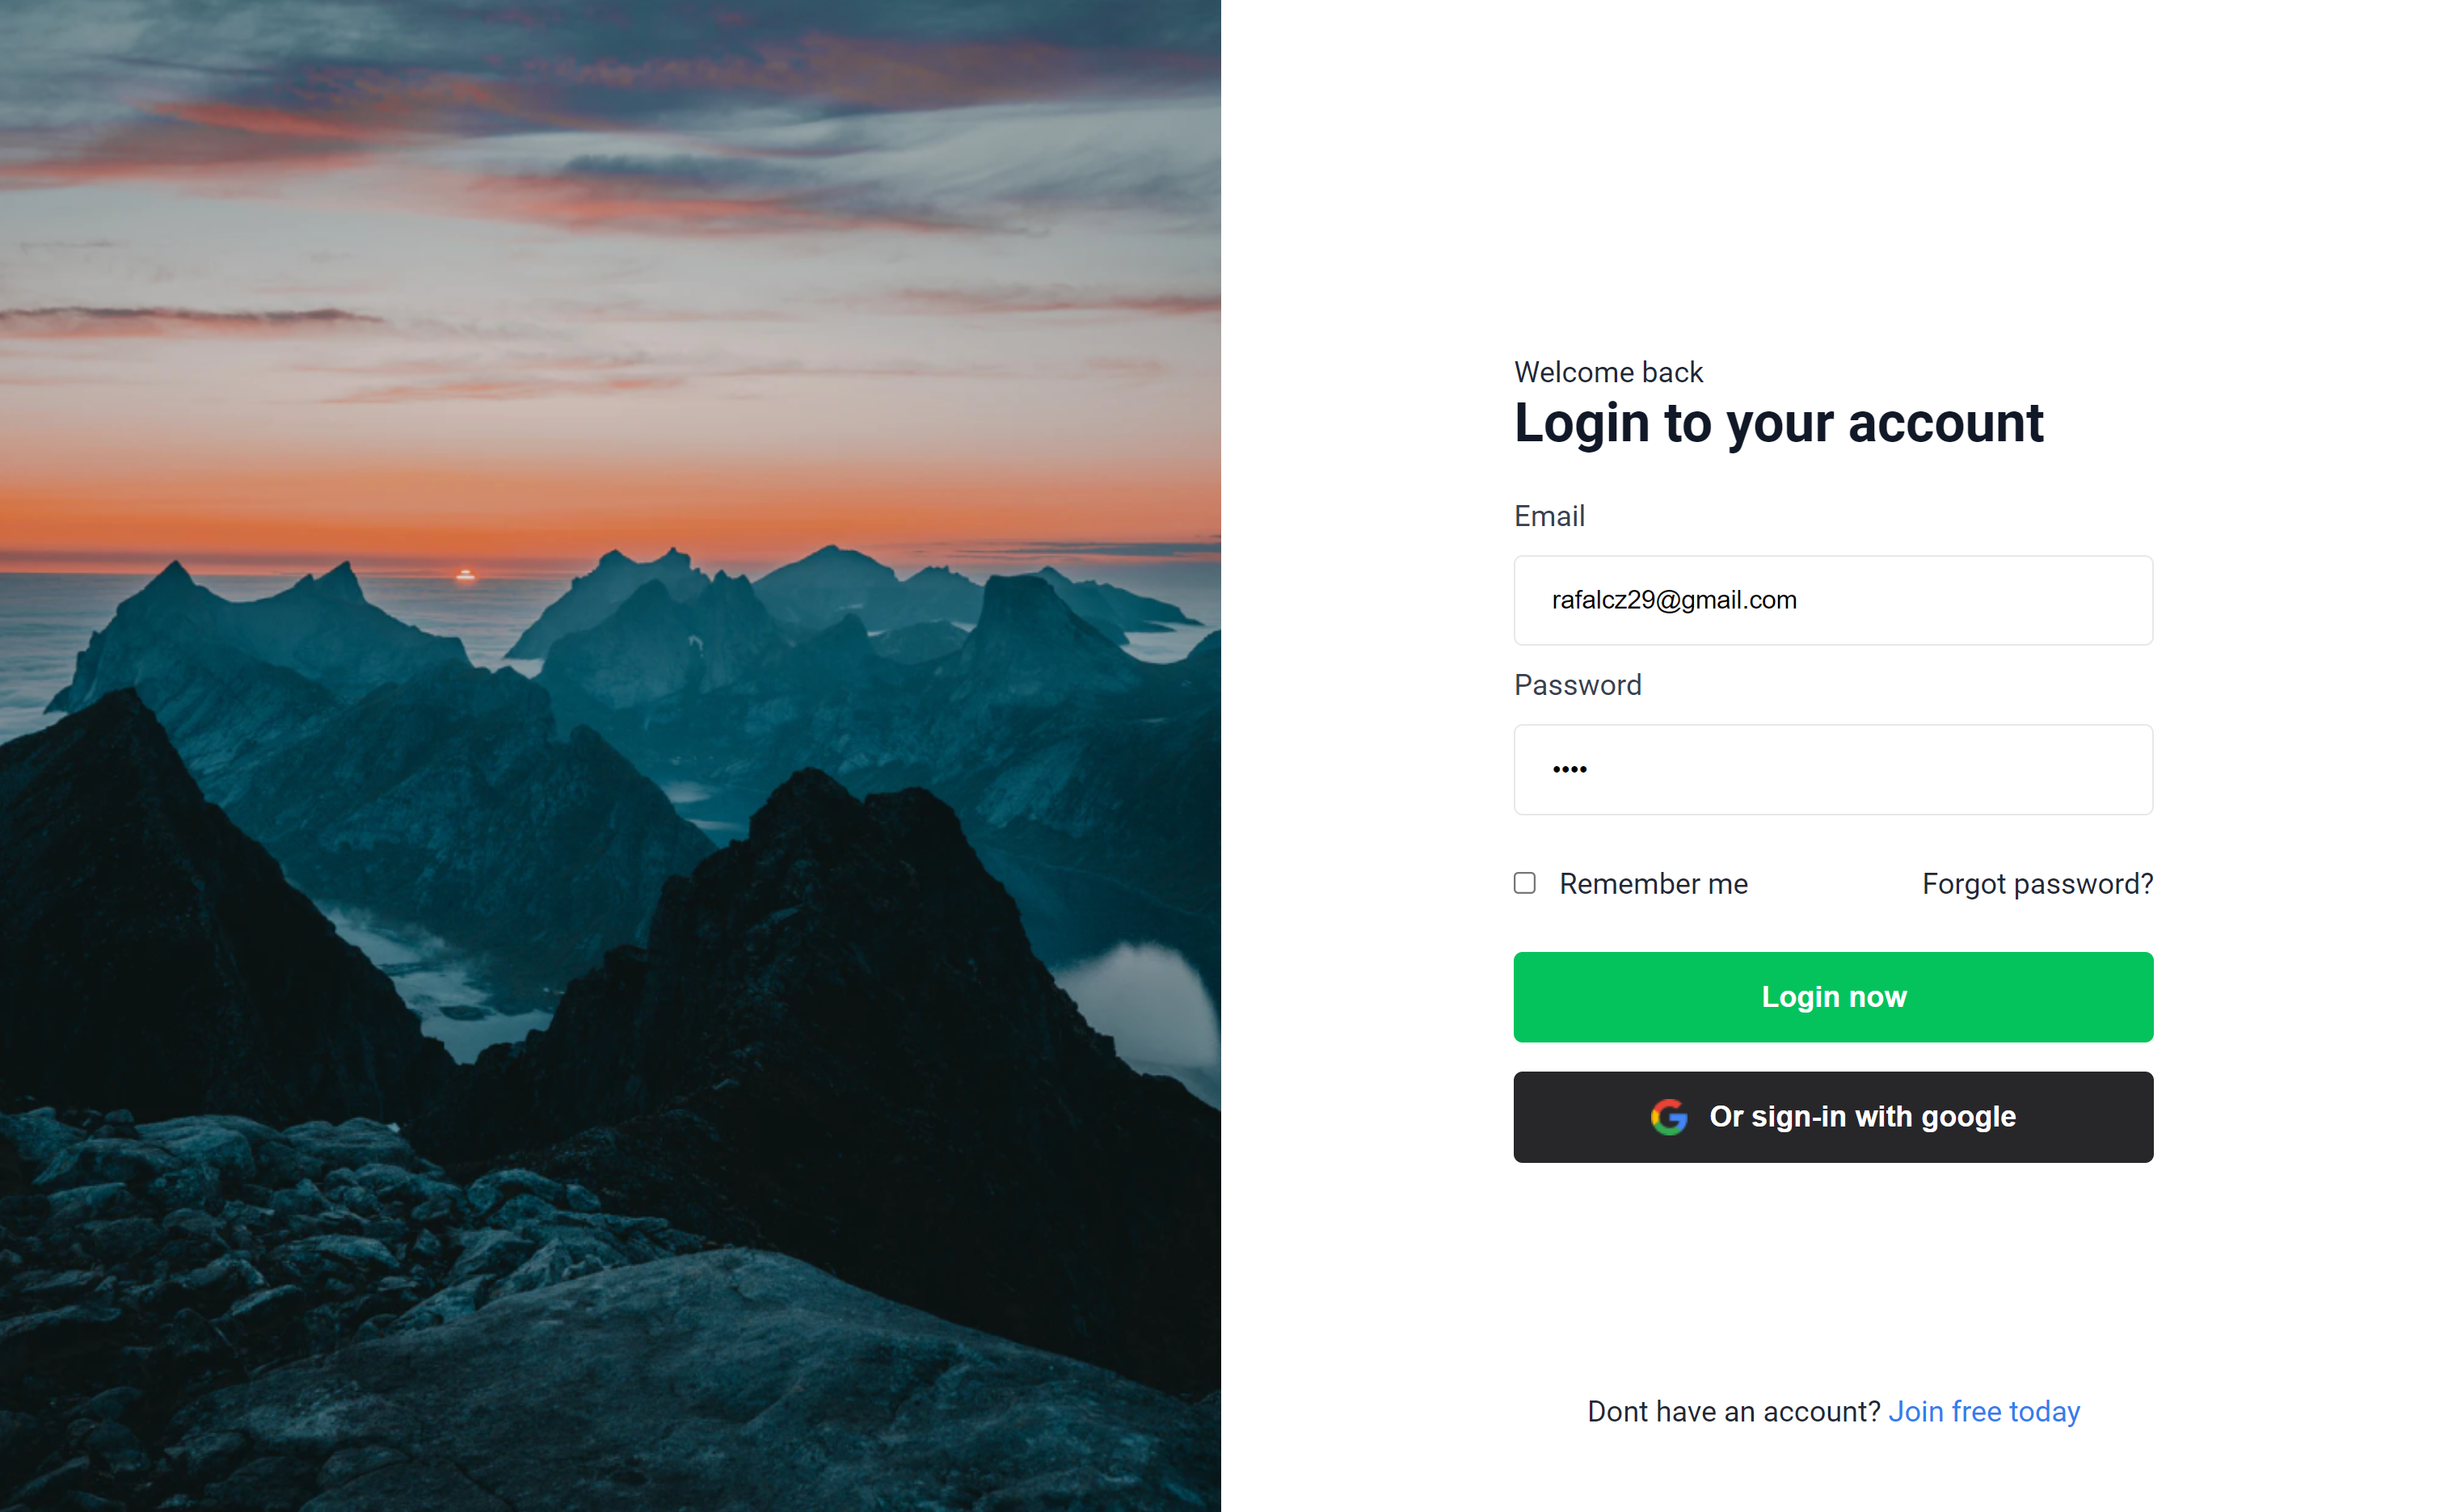 Welcome back
Login to your account
Email
rafalcz29@gmail.com
Password
••••
Remember me
Forgot password?
Login now
Or sign-in with google
Dont have an account? Join free today